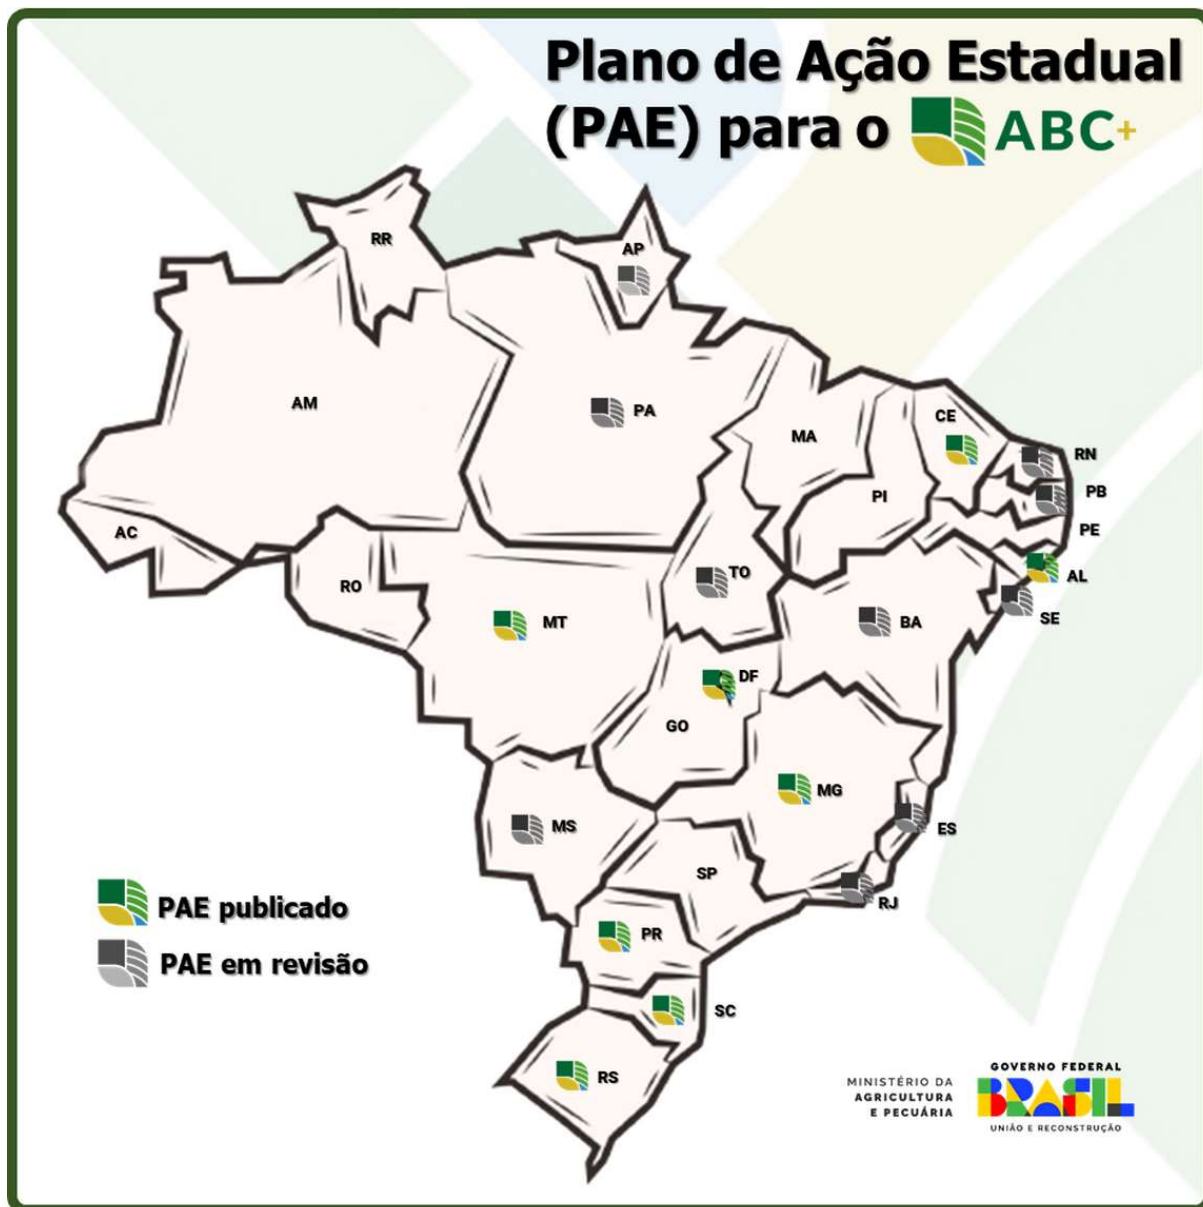 Plano de Ação Estadual
(PAE) para o ABC+
RR
AP
AM
PA
CE
MA
RN
PI
PB
PE
AC
TO
AL
RO
SE
MT
BA
DF
GO
MG
MS
ES
SP
RJ
PAE publicado
PR
PAE em revisão
SC
RS
MINISTÉRIO DA
AGRICULTURA
E PECUÁRIA
GOVERNO FEDERAL
BRASIL
UNIÃO E RECONSTRUÇÃO